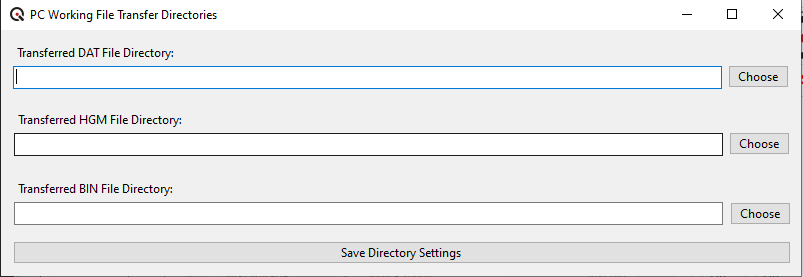 PC Working File Transfer Directories
Transferred DAT File Directory:
Choose
Transferred HGM File Directory:
Choose
Transferred BIN File Directory:
Choose
Save Directory Settings